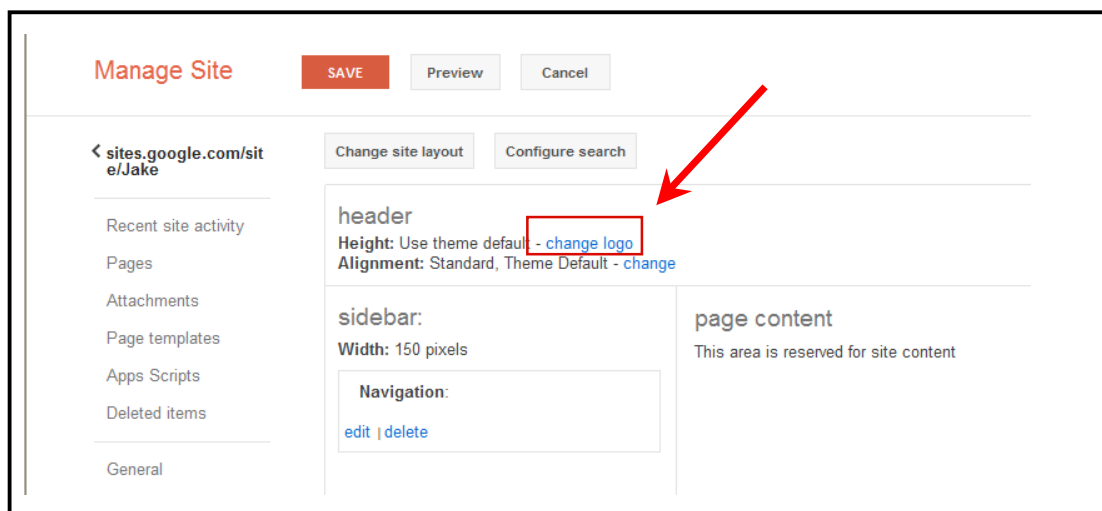 Manage Site
SAVE
Preview
Cancel
sites.google.com/sit
e/Jake
Change site layout
Configure search
Recent site activity
Pages
Attachments
Page templates
Apps Scripts
Deleted items
General
header
Height: Use theme default - change logo
Alignment: Standard, Theme Default - change
sidebar:
Width: 150 pixels
Navigation:
edit | delete
page content
This area is reserved for site content